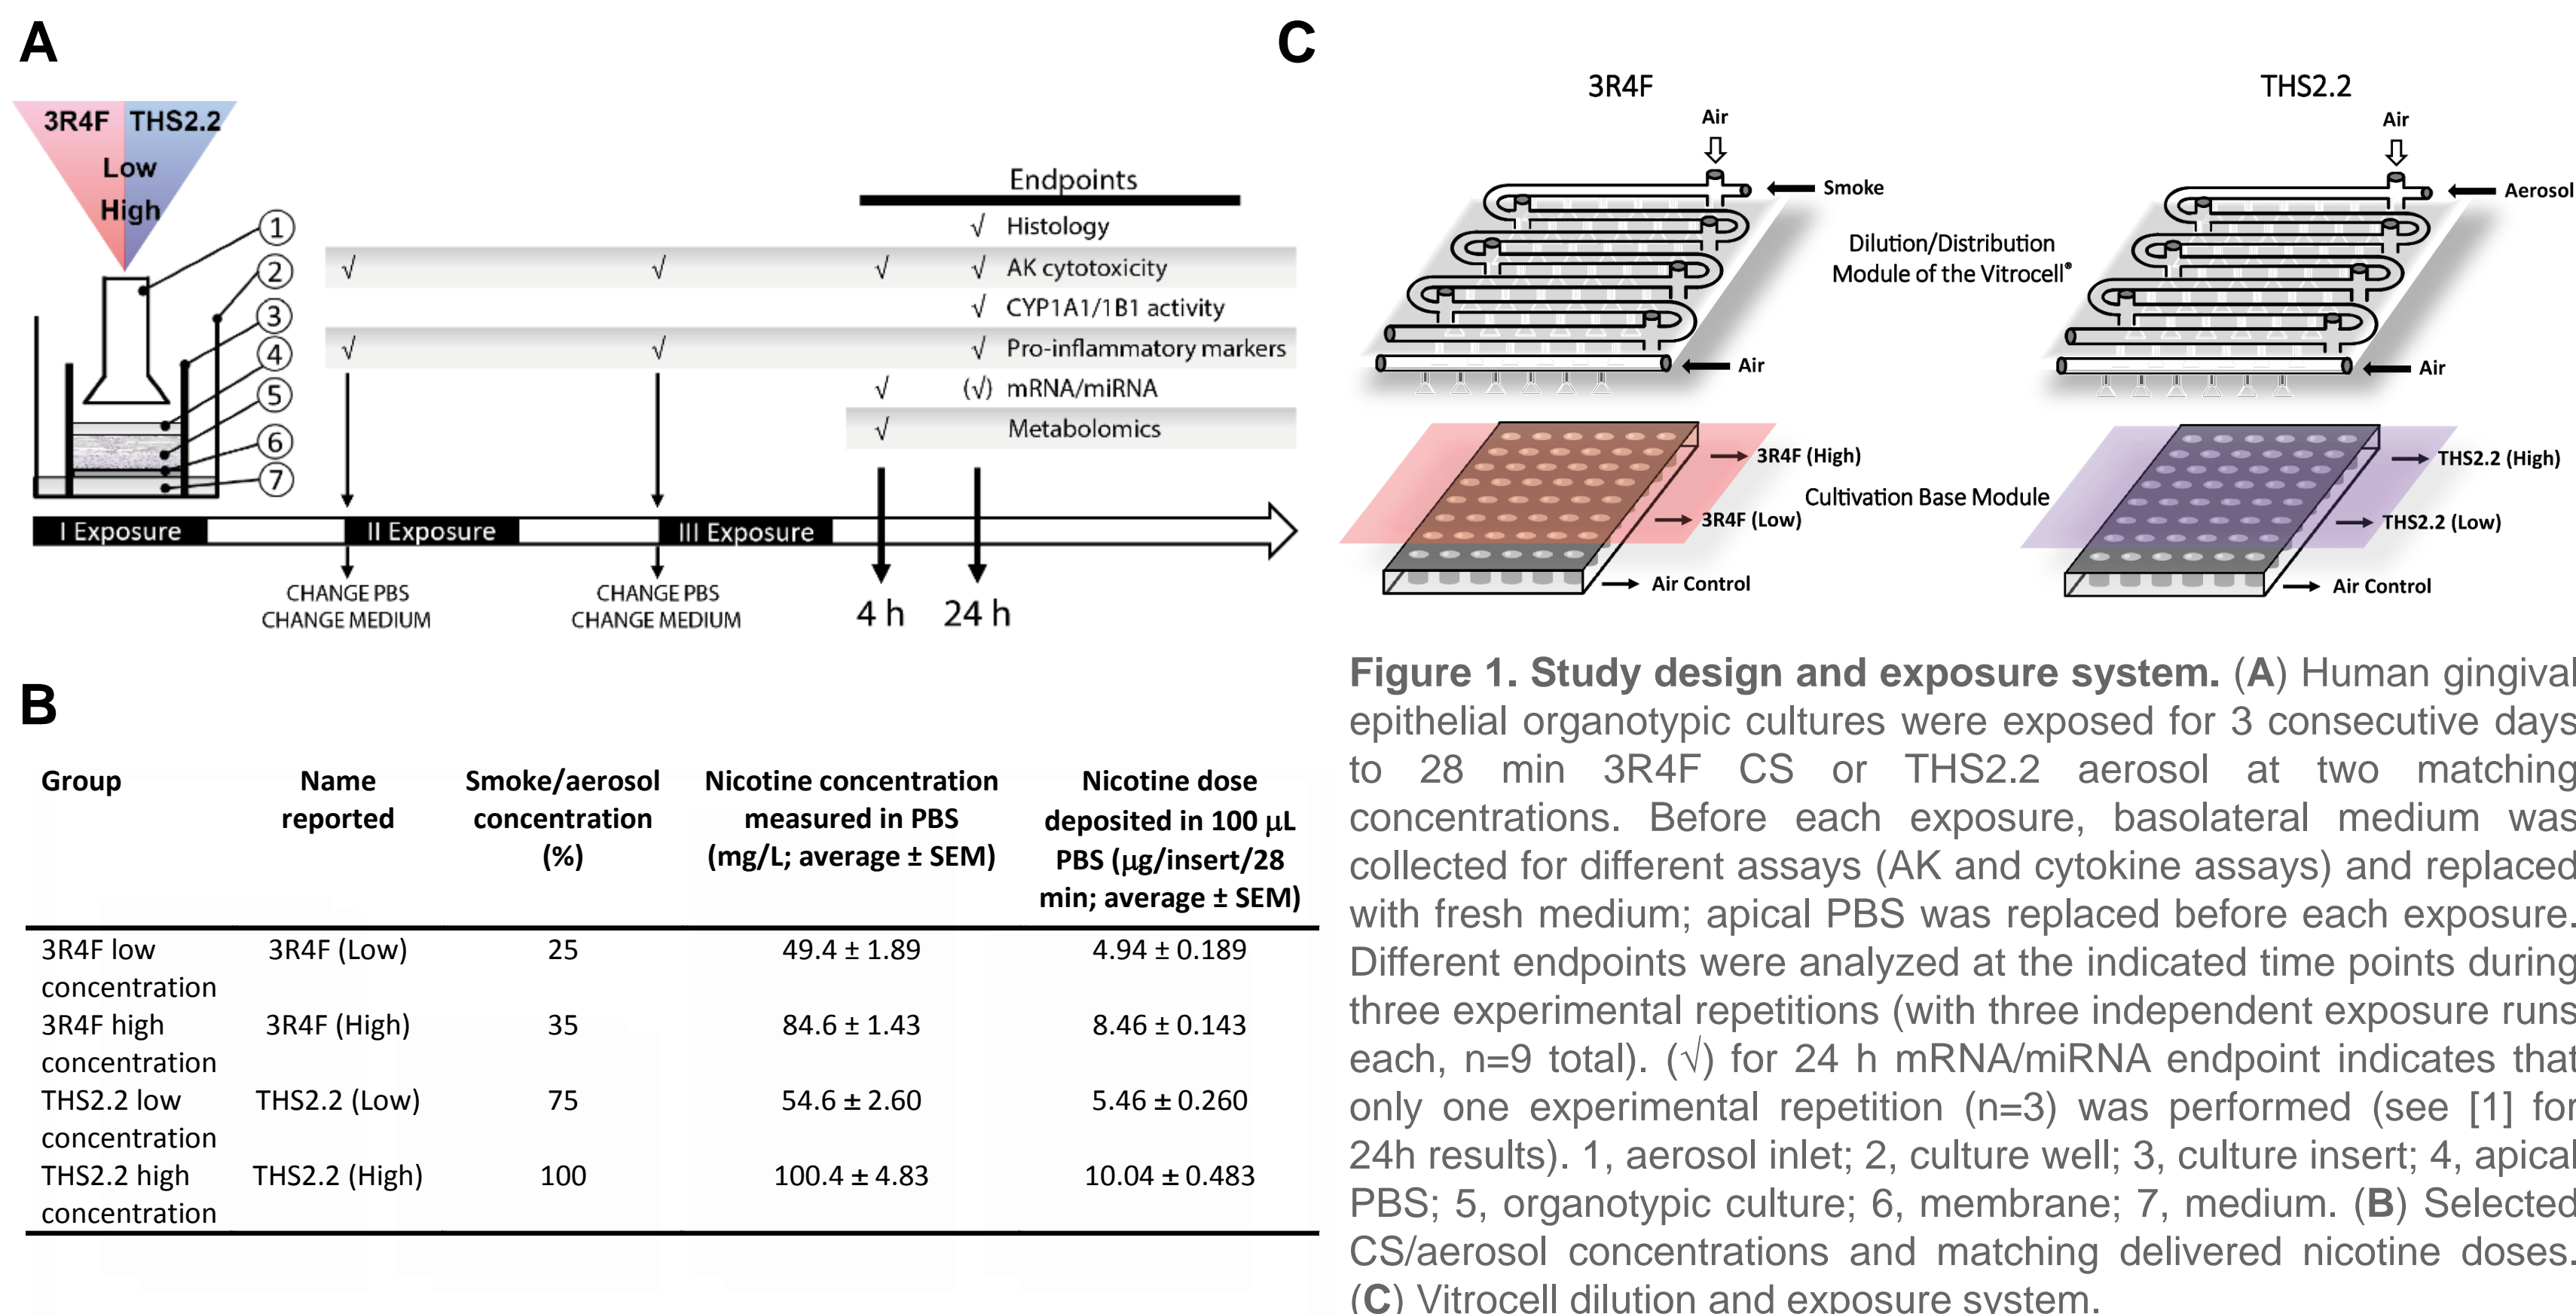 A
3R4F THS2.2
Low
High
1
2
3
4
5
6
7
Endpoints
√ Histology
√ √ √ √ AK cytotoxicity
√ CYP1A1/1B1 activity
√ √ √ Pro-inflammatory markers
√ (√) mRNA/miRNA
√ Metabolomics
I Exposure II Exposure III Exposure
CHANGE PBS
CHANGE MEDIUM
CHANGE PBS
CHANGE MEDIUM
4 h 24 h
B
Group Name reported Smoke/aerosol concentration (%) Nicotine concentration measured in PBS (mg/L; average ± SEM) Nicotine dose deposited in 100 µL PBS (µg/insert/28 min; average ± SEM)
3R4F low concentration 3R4F (Low) 25 49.4 ± 1.89 4.94 ± 0.189
3R4F high concentration 3R4F (High) 35 84.6 ± 1.43 8.46 ± 0.143
THS2.2 low concentration THS2.2 (Low) 75 54.6 ± 2.60 5.46 ± 0.260
THS2.2 high concentration THS2.2 (High) 100 100.4 ± 4.83 10.04 ± 0.483
C
3R4F
Air
Smoke
Air
Dilution/Distribution
Module of the Vitrocell®
THS2.2
Air
Aerosol
Air
3R4F (High)
3R4F (Low)
Air Control
Cultivation Base Module
THS2.2 (High)
THS2.2 (Low)
Air Control
Figure 1. Study design and exposure system. (A) Human gingival
epithelial organotypic cultures were exposed for 3 consecutive days
to 28 min 3R4F CS or THS2.2 aerosol at two matching
concentrations. Before each exposure, basolateral medium was
collected for different assays (AK and cytokine assays) and replaced
with fresh medium; apical PBS was replaced before each exposure.
Different endpoints were analyzed at the indicated time points during
three experimental repetitions (with three independent exposure runs
each, n=9 total). (√) for 24 h mRNA/miRNA endpoint indicates that
only one experimental repetition (n=3) was performed (see [1] for
24h results). 1, aerosol inlet; 2, culture well; 3, culture insert; 4, apical
PBS; 5, organotypic culture; 6, membrane; 7, medium. (B) Selected
CS/aerosol concentrations and matching delivered nicotine doses.
(C) Vitrocell dilution and exposure system.